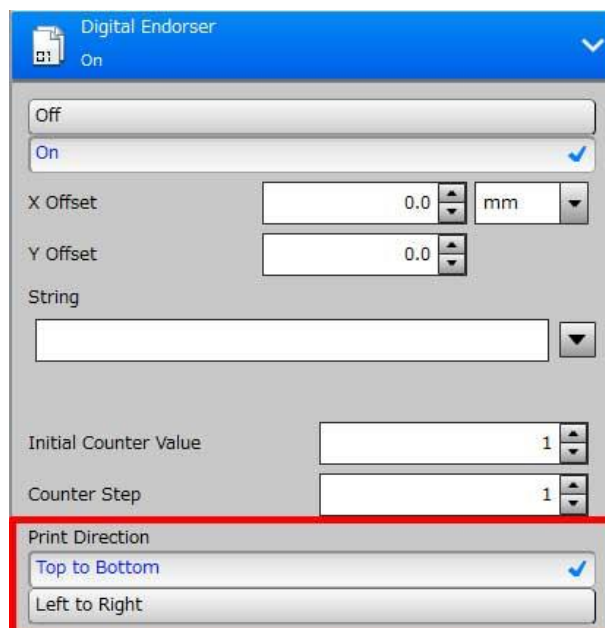 Digital Endorser
On
Off
On
X Offset 0.0 mm
Y Offset 0.0
String
Initial Counter Value 1
Counter Step 1
Print Direction
Top to Bottom
Left to Right